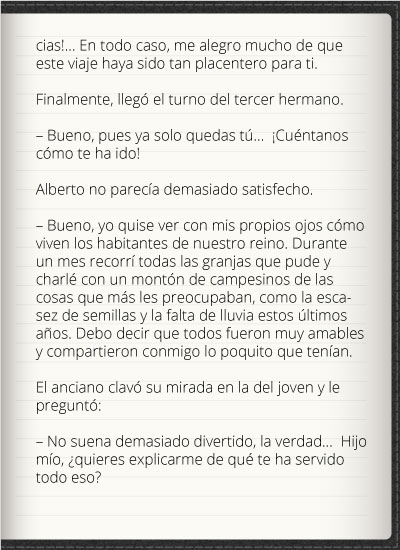 cias!... En todo caso, me alegro mucho de que
este viaje haya sido tan placentero para ti.
Finalmente, llegó el turno del tercer hermano.
– Bueno, pues ya solo quedas tú...  ¡Cuéntanos
cómo te ha ido!
Alberto no parecía demasiado satisfecho.
– Bueno, yo quise ver con mis propios ojos cómo
viven los habitantes de nuestro reino. Durante
un mes recorrí todas las granjas que pude y
charlé con un montón de campesinos de las
cosas que más les preocupaban, como la esca-
sez de semillas y la falta de lluvia estos últimos
años. Debo decir que todos fueron muy amables
y compartieron conmigo lo poquito que tenían.
El anciano clavó su mirada en la del joven y le
preguntó:
– No suena demasiado divertido, la verdad...  Hijo
mío, ¿quieres explicarme de qué te ha servido
todo eso?